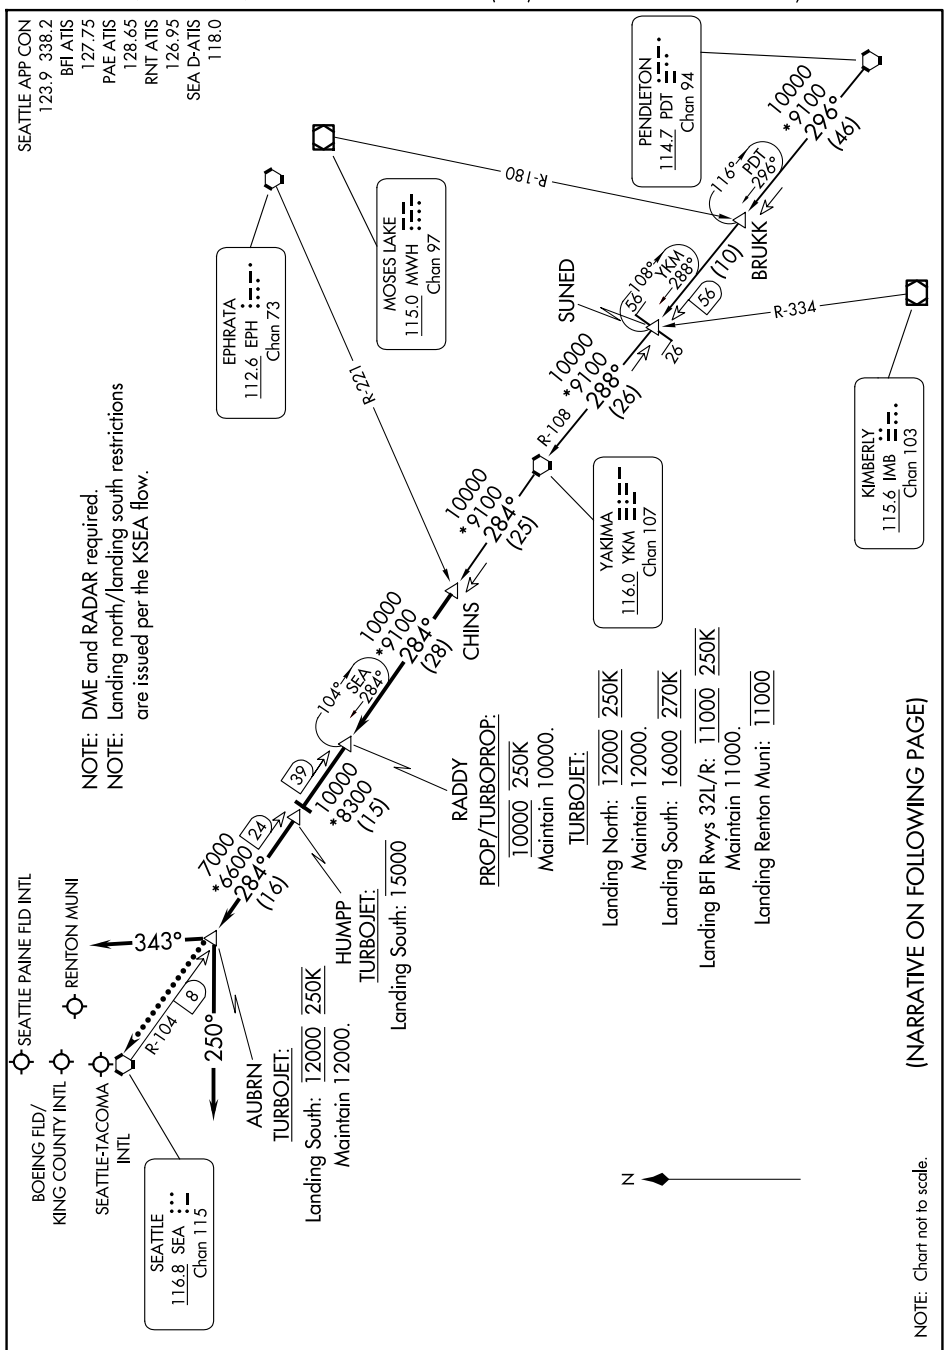 SEATTLE APP CON
123.9 338.2
BFI ATIS
127.75
PAE ATIS
128.65
RNT ATIS
126.95
SEA D-ATIS
118.0
NOTE: DME and RADAR required.
NOTE: Landing north/landing south restrictions
are issued per the KSEA flow.
SEATTLE PAINE FLD INTL
BOEING FLD/
KING COUNTY INTL
RENTON MUNI
SEATTLE-TACOMA
INTL
SEATTLE
116.8 SEA
Chan 115
R-104
8
343°
250°
AUBRN
TURBOJET:
Landing South: 12000 250K
Maintain 12000.
7000
*6600
284°
(16)
24
HUMPP
TURBOJET:
Landing South: 15000
39
10000
*8300
(15)
104°
SEA
284°
RADDY
PROP/TURBOPROP:
10000 250K
Maintain 10000.
TURBOJET:
Landing North: 12000 250K
Maintain 12000.
Landing South: 16000 270K
Landing BFI Rwys 32L/R: 11000 250K
Maintain 11000.
Landing Renton Muni: 11000
10000
*9100
284°
(28)
CHINS
EPHRATA
112.6 EPH
Chan 73
R-221
10000
*9100
284°
(25)
YAKIMA
116.0 YKM
Chan 107
R-108
10000
*9100
288°
(26)
MOSES LAKE
115.0 MWH
Chan 97
R-180
SUNED
56
108°
YKM
288°
26
56
(10)
BRUKK
116°
PDT
296°
PENDLETON
114.7 PDT
Chan 94
10000
*9100
296°
(46)
R-334
KIMBERLY
115.6 IMB
Chan 103
N
(NARRATIVE ON FOLLOWING PAGE)
NOTE: Chart not to scale.